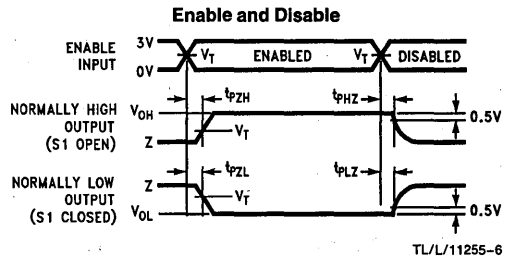 Enable and Disable
ENABLE INPUT
3V
0V
VT
ENABLED
VT
DISABLED
tPZH
tPHZ
NORMALLY HIGH
OUTPUT
(S1 OPEN)
VOH
Z
VT
0.5V
tPZL
tPLZ
NORMALLY LOW
OUTPUT
(S1 CLOSED)
Z
VOL
VT
0.5V
TL/L/11255-6